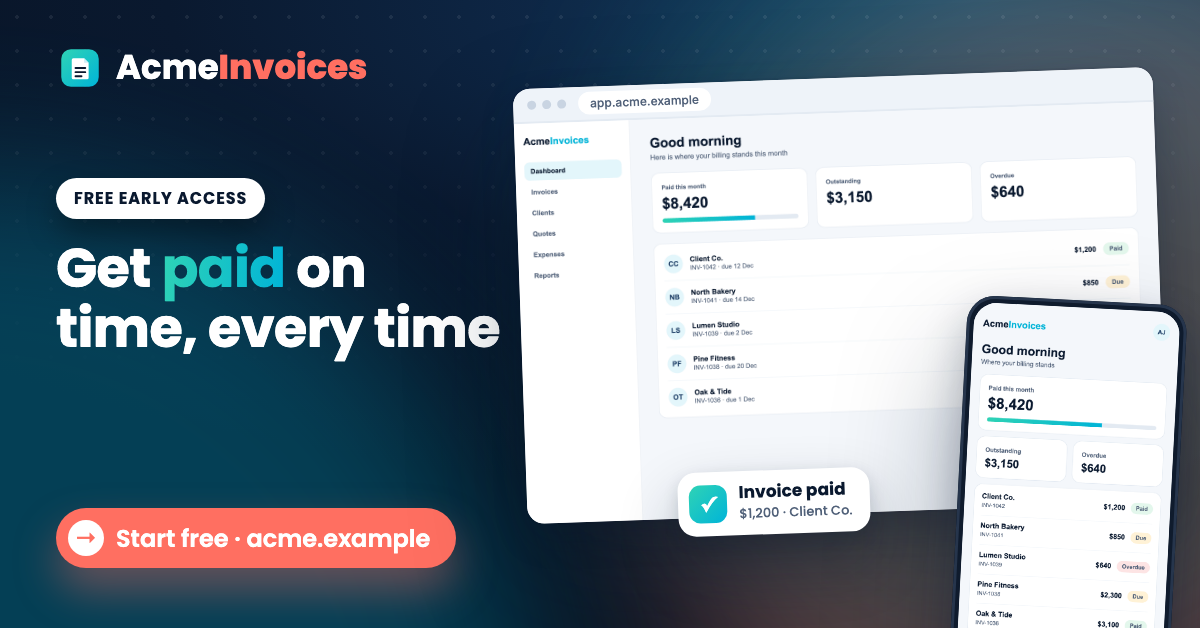 AcmeInvoices
FREE EARLY ACCESS
Get paid on
time, every time
Start free · acme.example
app.acme.example
AcmeInvoices
Dashboard
Invoices
Clients
Quotes
Expenses
Reports
Good morning
Here is where your billing stands this month
Paid this month
$8,420
Outstanding
$3,150
Overdue
$640
CC
Client Co.
INV-1042 · due 12 Dec
$1,200
Paid
NB
North Bakery
INV-1041 · due 14 Dec
$850
Due
LS
Lumen Studio
INV-1039 · due 2 Dec
PF
Pine Fitness
INV-1038 · due 20 Dec
OT
Oak & Tide
INV-1036 · due 1 Dec
Invoice paid
$1,200 · Client Co.
AcmeInvoices
AJ
Good morning
Where your billing stands
Paid this month
$8,420
Outstanding
$3,150
Overdue
$640
Client Co.
INV-1042
$1,200
Paid
North Bakery
INV-1041
$850
Due
Lumen Studio
INV-1039
$640
Overdue
Pine Fitness
INV-1038
$2,300
Due
Oak & Tide
INV-1036
$3,100
Paid